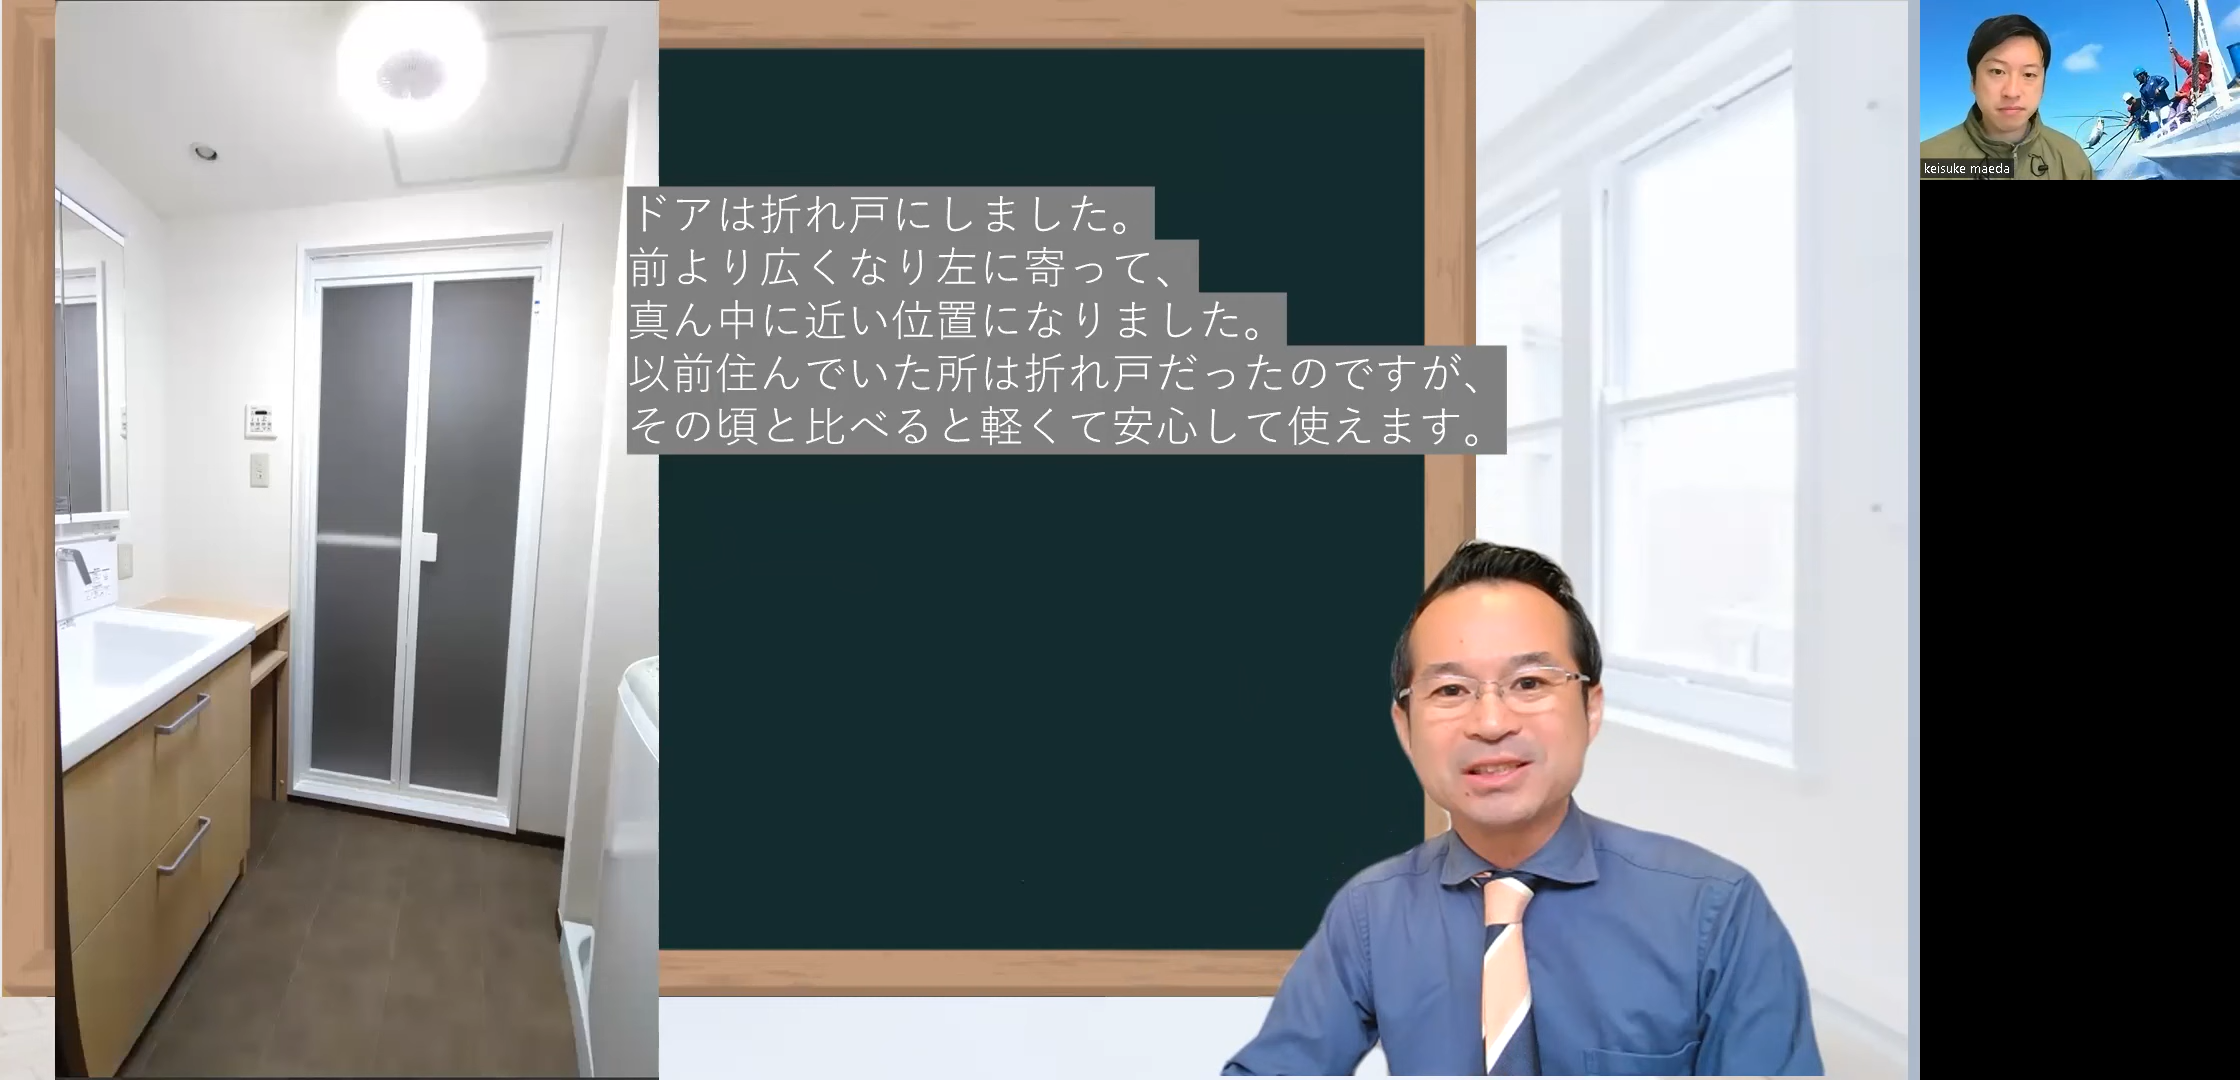 ドアは折れ戸にしました。
前より広くなり左に寄って、
真ん中に近い位置になりました。
以前住んでいた所は折れ戸だったのですが、
その頃と比べると軽くて安心して使えます。
keisuke maeda